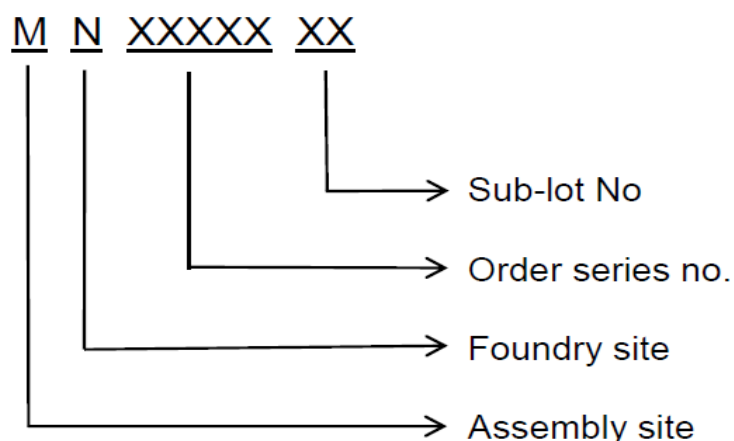 M N XXXXX XX
Sub-lot No
Order series no.
Foundry site
Assembly site